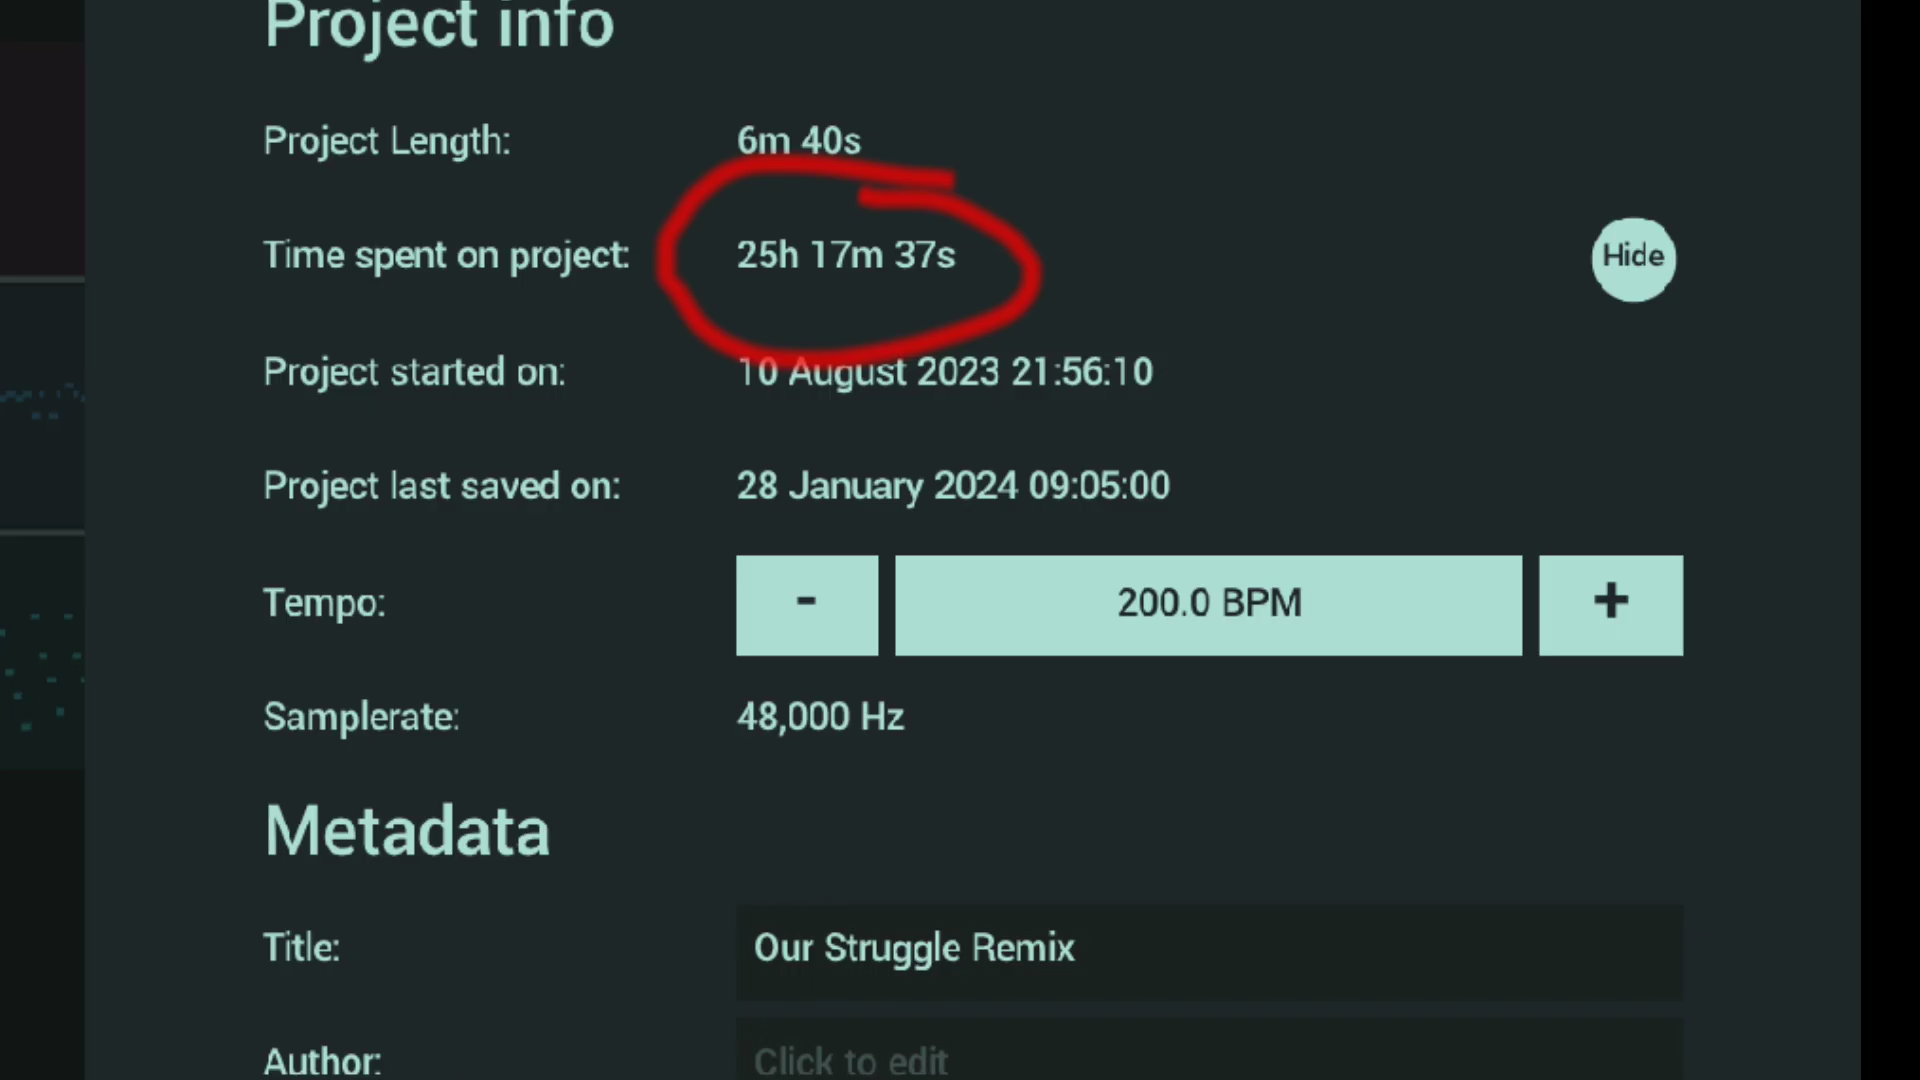 Project info
Project Length: 6m 40s
Time spent on project: 25h 17m 37s Hide
Project started on: 10 August 2023 21:56:10
Project last saved on: 28 January 2024 09:05:00
Tempo: - 200.0 BPM +
Samplerate: 48,000 Hz
Metadata
Title: Our Struggle Remix
Author: Click to edit